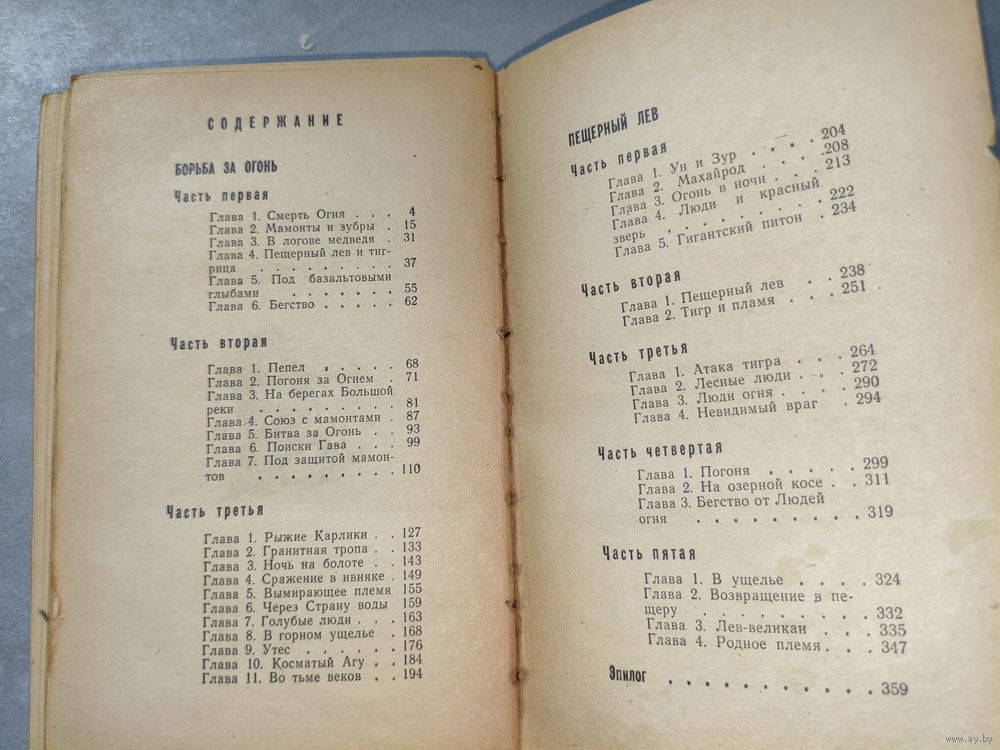 СОДЕРЖАНИЕ
БОРЬБА ЗА ОГОНЬ
Часть первая
Глава 1. Смерть Огня . . . 4
Глава 2. Мамонты и зубры . 15
Глава 3. В логове медведя . 31
Глава 4. Пещерный лев и тиг-
рица . . . . . . . . . 37
Глава 5. Под базальтовыми
глыбами . . . . . . . 55
Глава 6. Бегство . . . . . 62
Часть вторая
Глава 1. Пепел . . . . . 68
Глава 2. Погоня за Огнем . 71
Глава 3. На берегах Большой
реки . . . . . . . . . 81
Глава 4. Союз с мамонтами . 87
Глава 5. Битва за Огонь . . 93
Глава 6. Поиски Гава . . . 99
Глава 7. Под защитой мамон-
тов . . . . . . . . 110
Часть третья
Глава 1. Рыжие Карлики . . 127
Глава 2. Гранитная тропа . . 133
Глава 3. Ночь на болоте . . 143
Глава 4. Сражение в ивняке . 149
Глава 5. Вымирающее племя 155
Глава 6. Через Страну воды . 159
Глава 7. Голубые люди . . . 163
Глава 8. В горном ущелье . 168
Глава 9. Утес . . . . . . 176
Глава 10. Косматый Агу . . 184
Глава 11. Во тьме веков . . 194
ПЕЩЕРНЫЙ ЛЕВ
Часть первая
Глава 1. Ун и Зур . . . . 204
Глава 2. Махайрод . . . . 208
Глава 3. Огонь в ночи . . . 213
Глава 4. Люди и красный
зверь . . . . . . . . 222
Глава 5. Гигантский питон . 234
Часть вторая
Глава 1. Пещерный лев . . 238
Глава 2. Тигр и пламя . . . 251
Часть третья
Глава 1. Атака тигра . . . 264
Глава 2. Лесные люди . . . 272
Глава 3. Люди огня . . . . 290
Глава 4. Невидимый враг . . 294
Часть четвертая
Глава 1. Погоня . . . . . 299
Глава 2. На озерной косе . . 311
Глава 3. Бегство от Людей
огня . . . . . . . . . 319
Часть пятая
Глава 1. В ущелье . . . . 324
Глава 2. Возвращение в пе-
щеру . . . . . . . . 332
Глава 3. Лев-великан . . . 335
Глава 4. Родное племя . . . 347
Эпилог . . . . . . . . . . . 359
www.ay.by